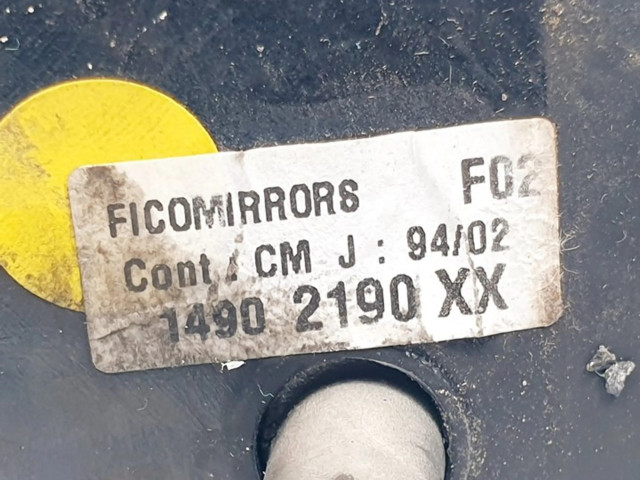 FICOMIRRORS F02
Cont / CM J : 94/02
1490 2190 XX